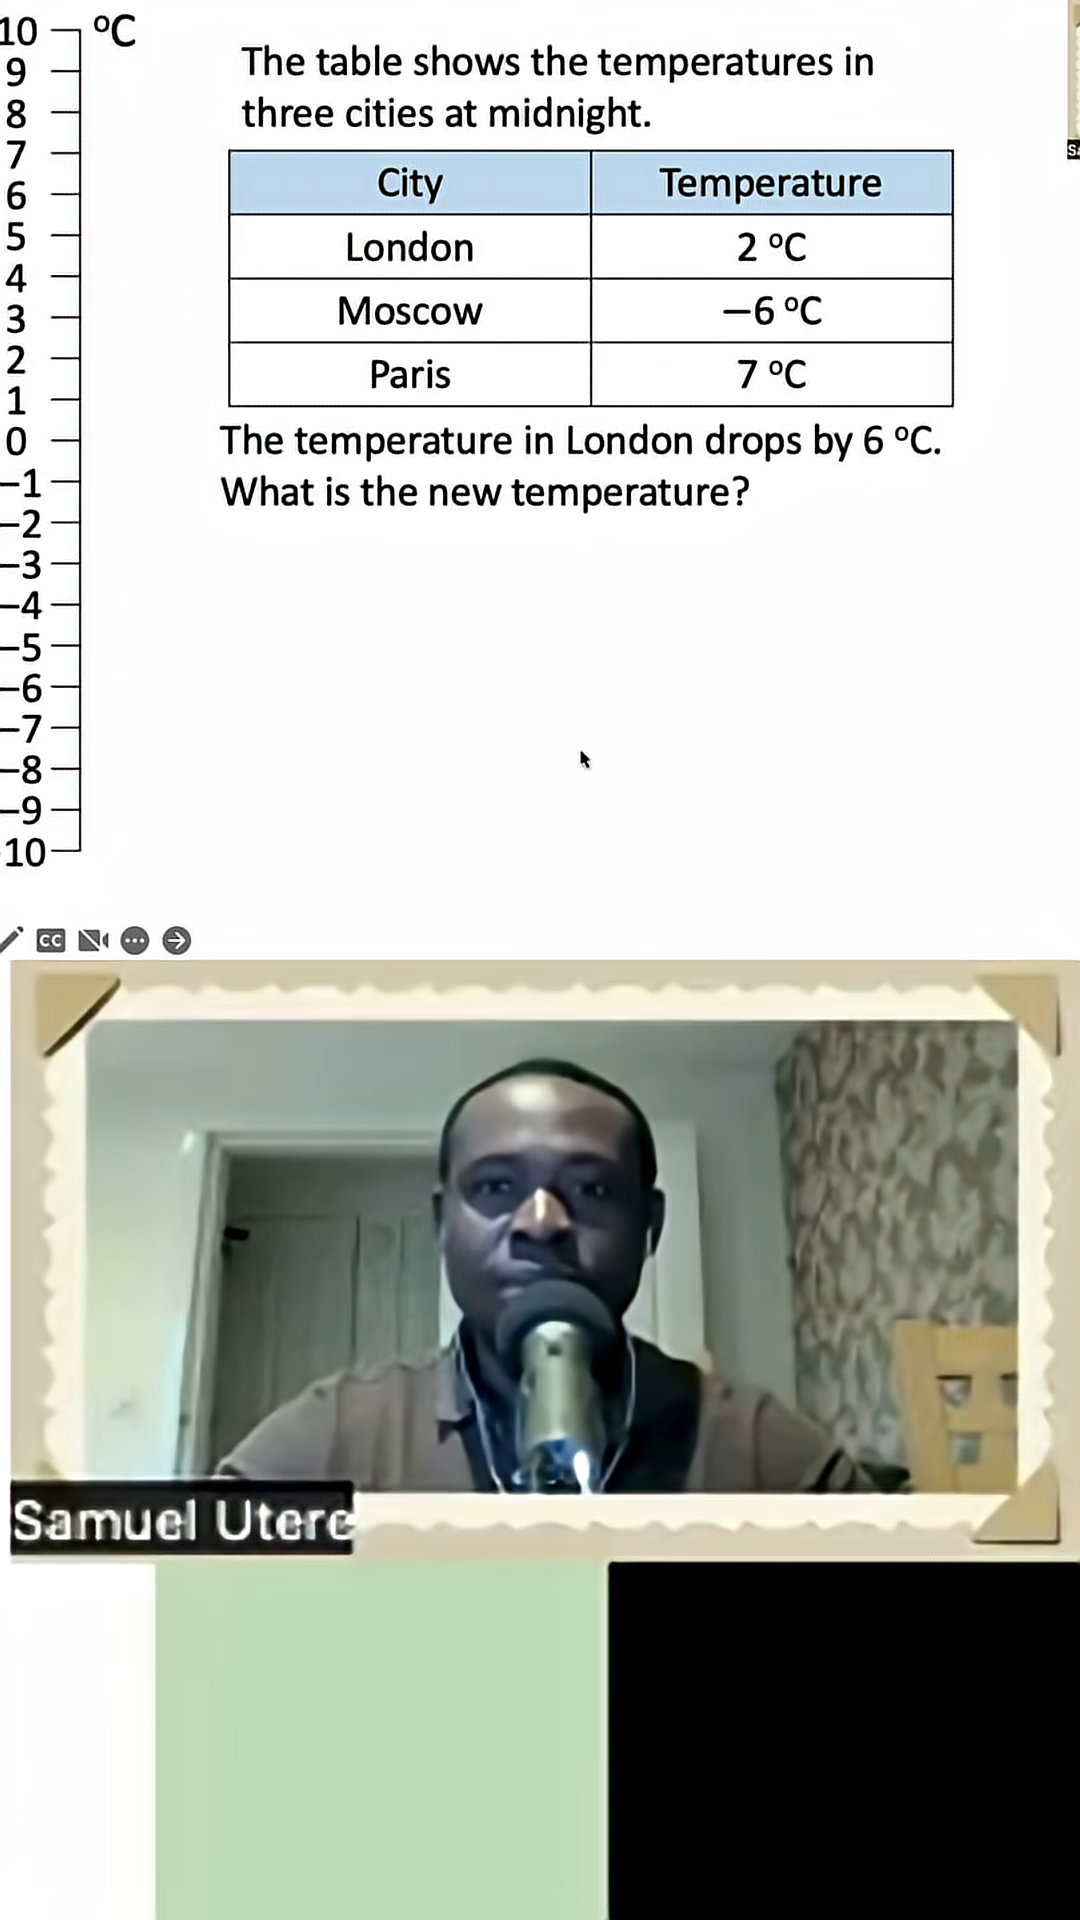 10 °C
9
8
7
6
5
4
3
2
1
0
–1
–2
–3
–4
–5
–6
–7
–8
–9
10
The table shows the temperatures in
three cities at midnight.
City Temperature
London 2 °C
Moscow –6 °C
Paris 7 °C
The temperature in London drops by 6 °C.
What is the new temperature?
CC
Samuel Utere